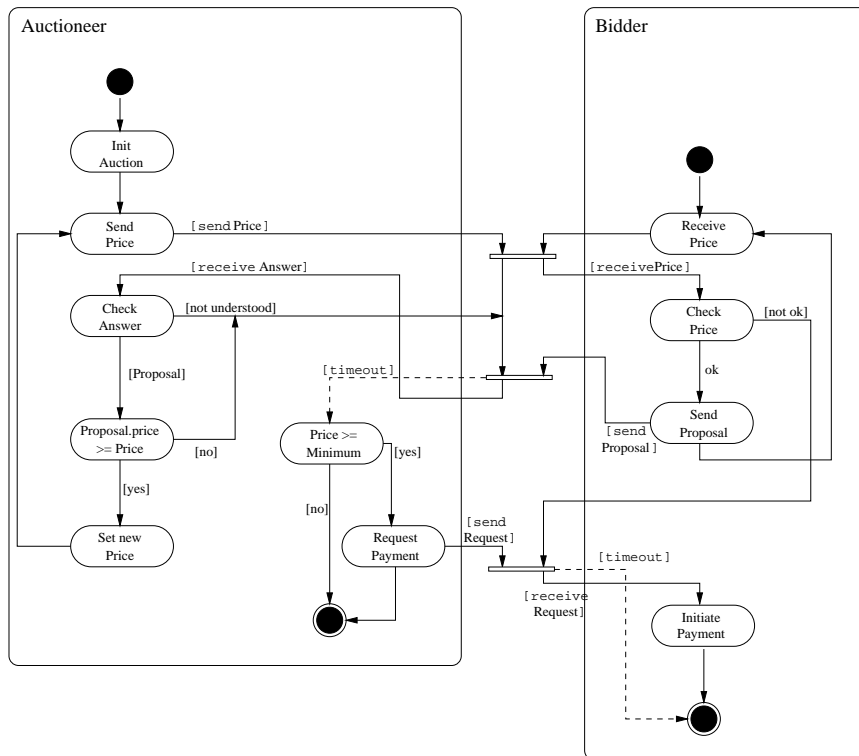 Auctioneer
Bidder
Init
Auction
Send
Price
[send Price]
Receive
Price
[receive Answer]
[receivePrice]
Check
Answer
[not understood]
Check
Price
[not ok]
[Proposal]
[timeout]
ok
Proposal.price
>= Price
[no]
Price >=
Minimum
[yes]
Send
Proposal
[send
Proposal]
[yes]
[no]
Set new
Price
Request
Payment
[send
Request]
[timeout]
[receive
Request]
Initiate
Payment